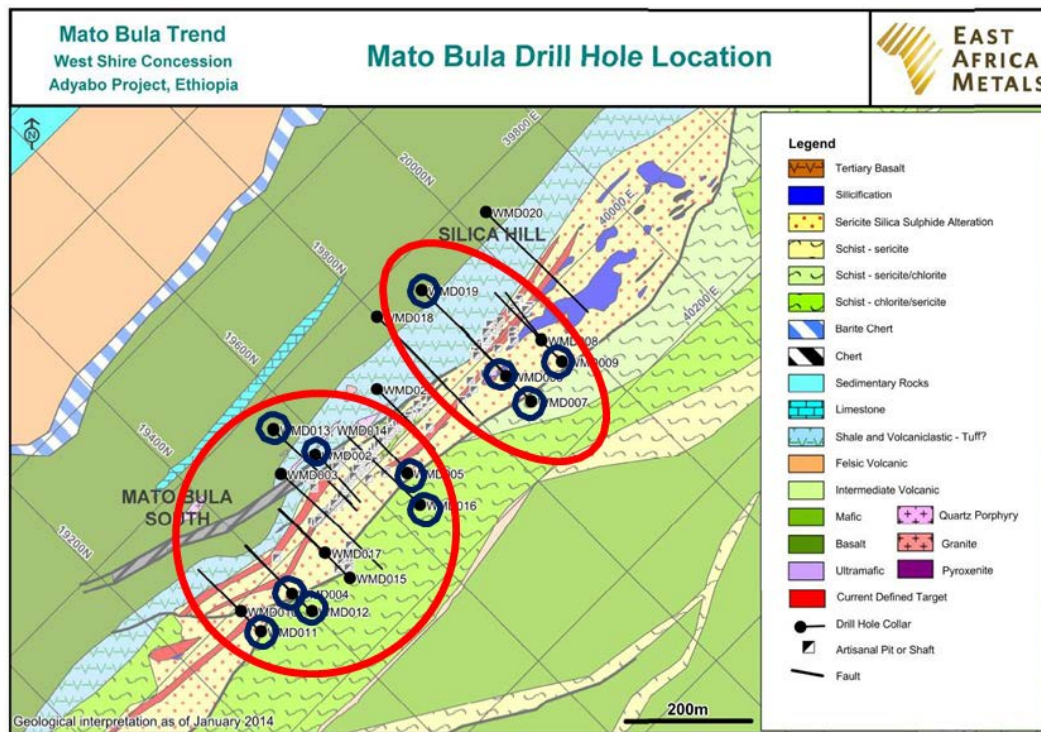 Mato Bula Trend
West Shire Concession
Adyabo Project, Ethiopia
Mato Bula Drill Hole Location
EAST
AFRICA
METALS
N
39800 E
20000N
40000 E
WMD020
SILICA HILL
19800N
WMD019
40200 E
WMD018
WMD008
WMD009
19600N
WMD007
WMD013, WMD014
WMD002
19400N
WMD003
WMD005
MATO BULA
SOUTH
WMD016
19200N
WMD017
WMD015
WMD004
WMD012
WMD011
Geological interpretation as of January 2014
200m
Legend
Tertiary Basalt
Silicification
Sericite Silica Sulphide Alteration
Schist - sericite
Schist - sericite/chlorite
Schist - chlorite/sericite
Barite Chert
Chert
Sedimentary Rocks
Limestone
Shale and Volcaniclastic - Tuff?
Felsic Volcanic
Intermediate Volcanic
Mafic
Quartz Porphyry
Basalt
Granite
Ultramafic
Pyroxenite
Current Defined Target
Drill Hole Collar
Artisanal Pit or Shaft
Fault